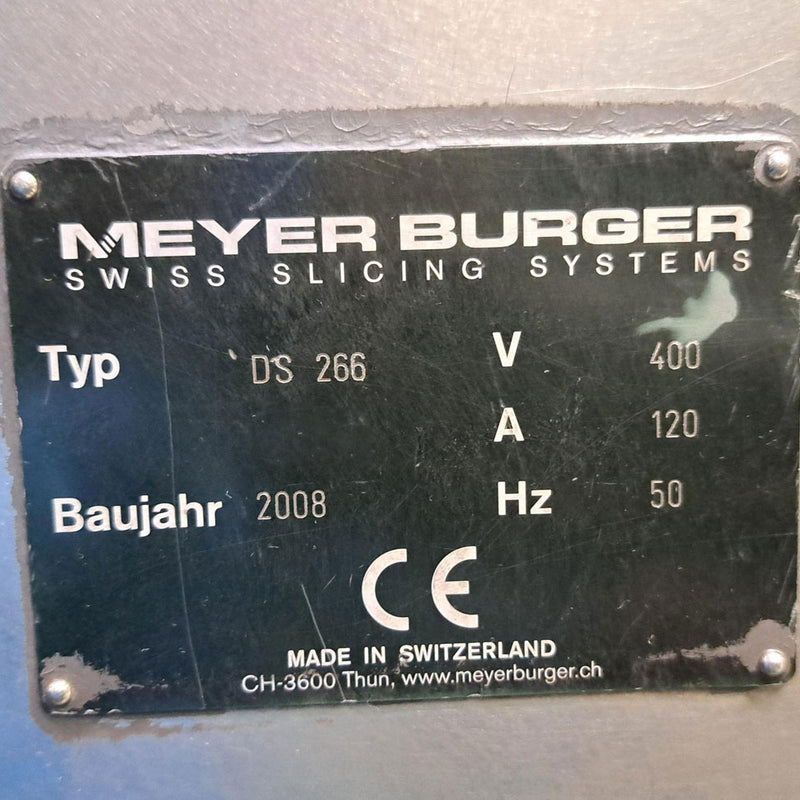 MEYER BURGER
SWISS SLICING SYSTEMS
Typ DS 266 V 400
A 120
Baujahr 2008 Hz 50
CE
MADE IN SWITZERLAND
CH-3600 Thun, www.meyerburger.ch